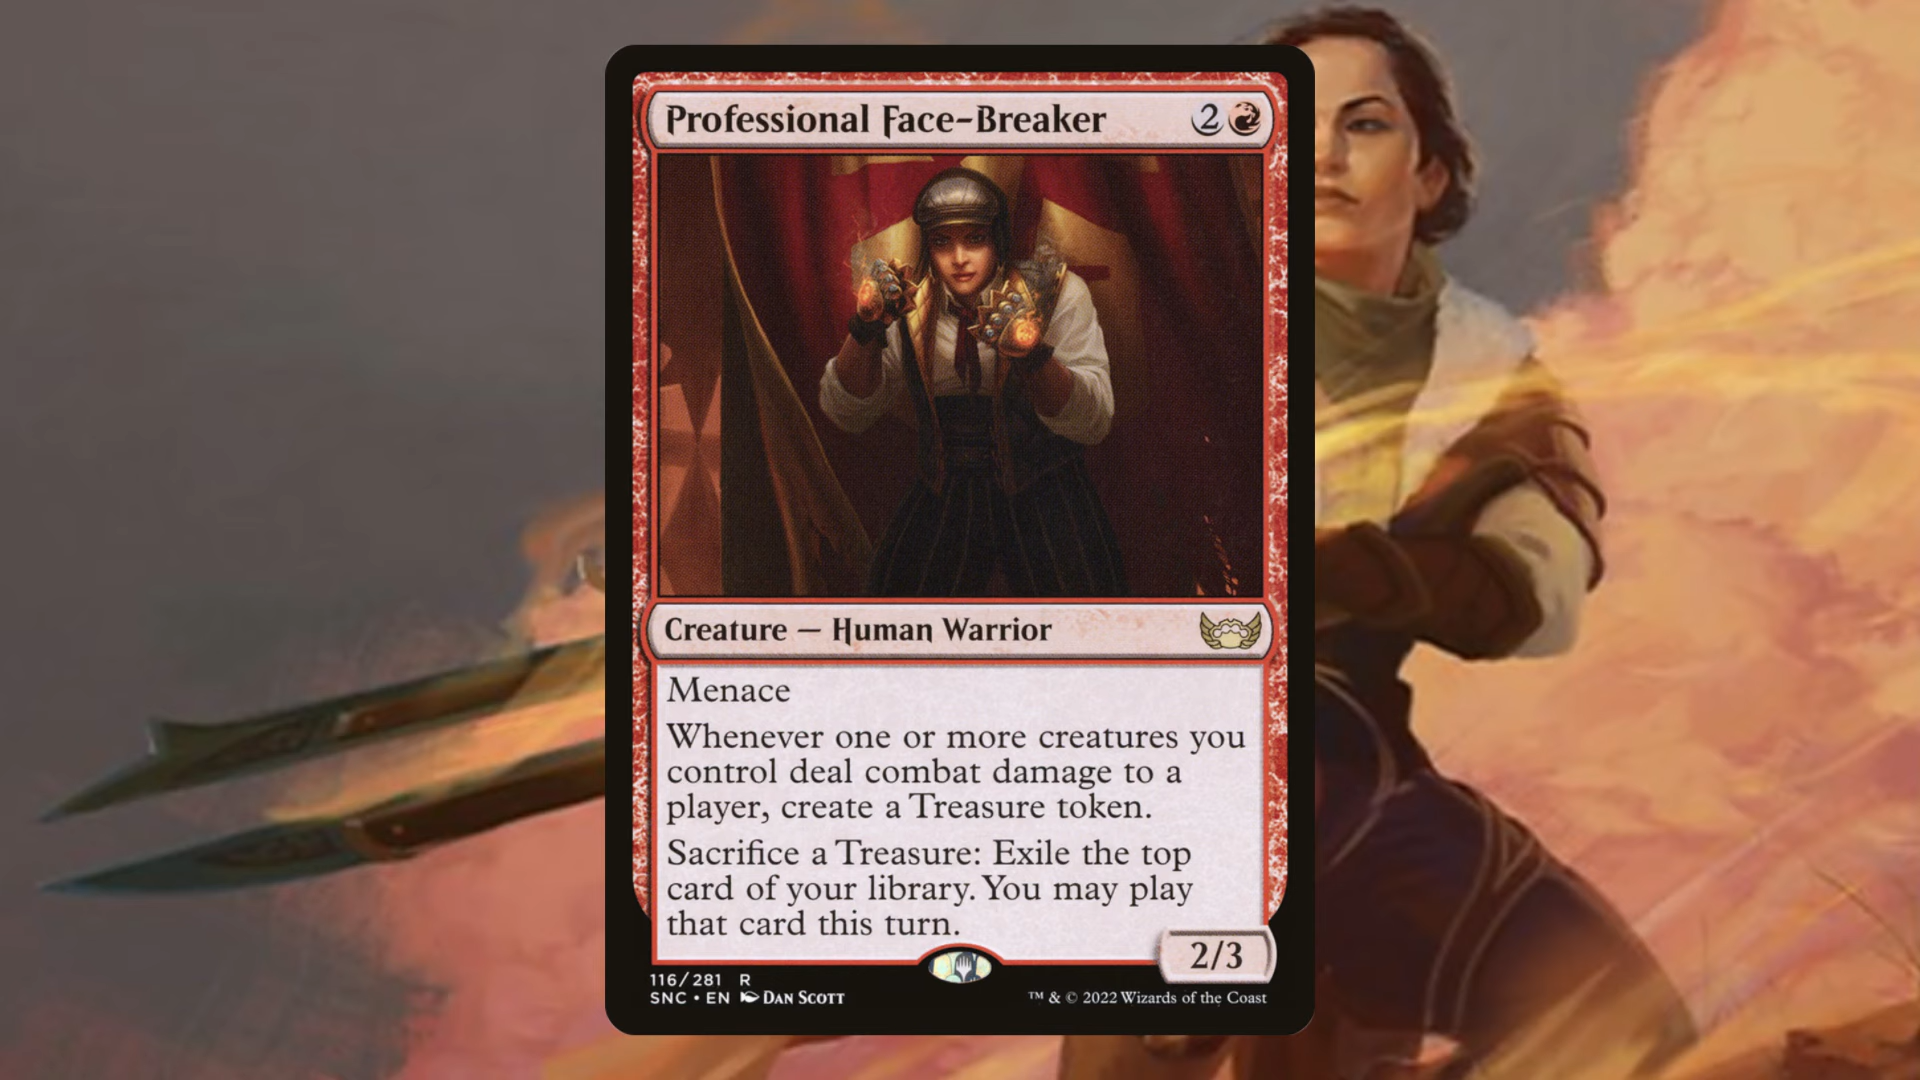 Professional Face-Breaker 2
Creature — Human Warrior
Menace
Whenever one or more creatures you
control deal combat damage to a
player, create a Treasure token.
Sacrifice a Treasure: Exile the top
card of your library. You may play
that card this turn.
2/3
116/281 R
SNC • EN Dan Scott
™ & © 2022 Wizards of the Coast